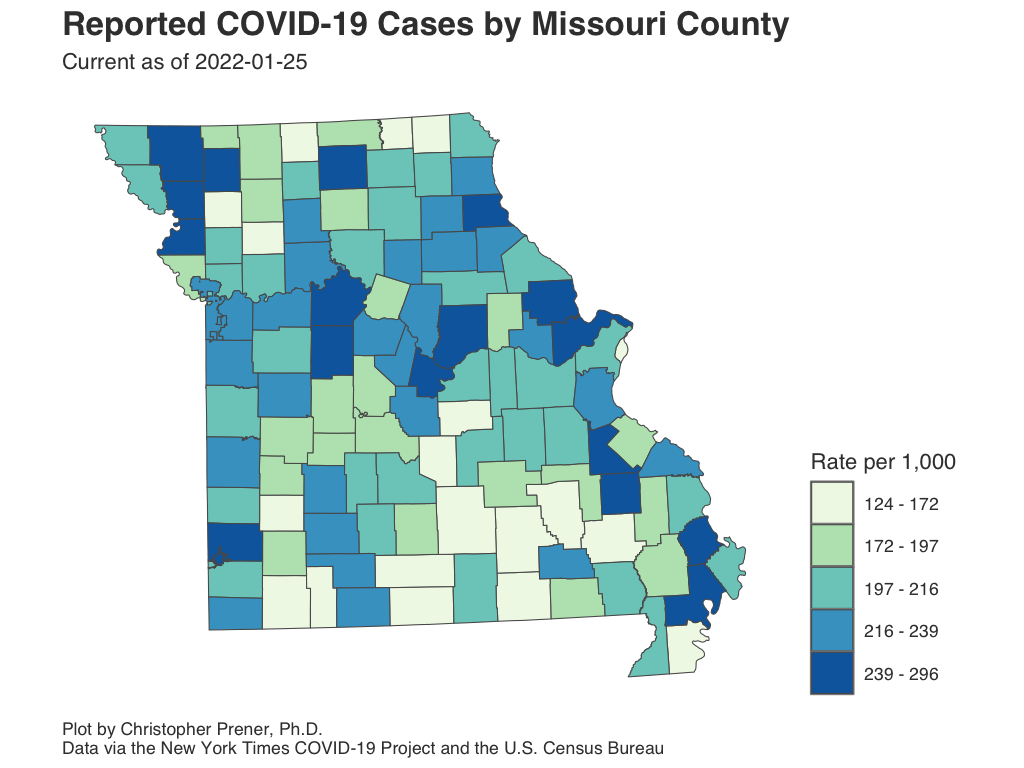 Reported COVID-19 Cases by Missouri County
Current as of 2022-01-25
Rate per 1,000
124 - 172
172 - 197
197 - 216
216 - 239
239 - 296
Plot by Christopher Prener, Ph.D.
Data via the New York Times COVID-19 Project and the U.S. Census Bureau